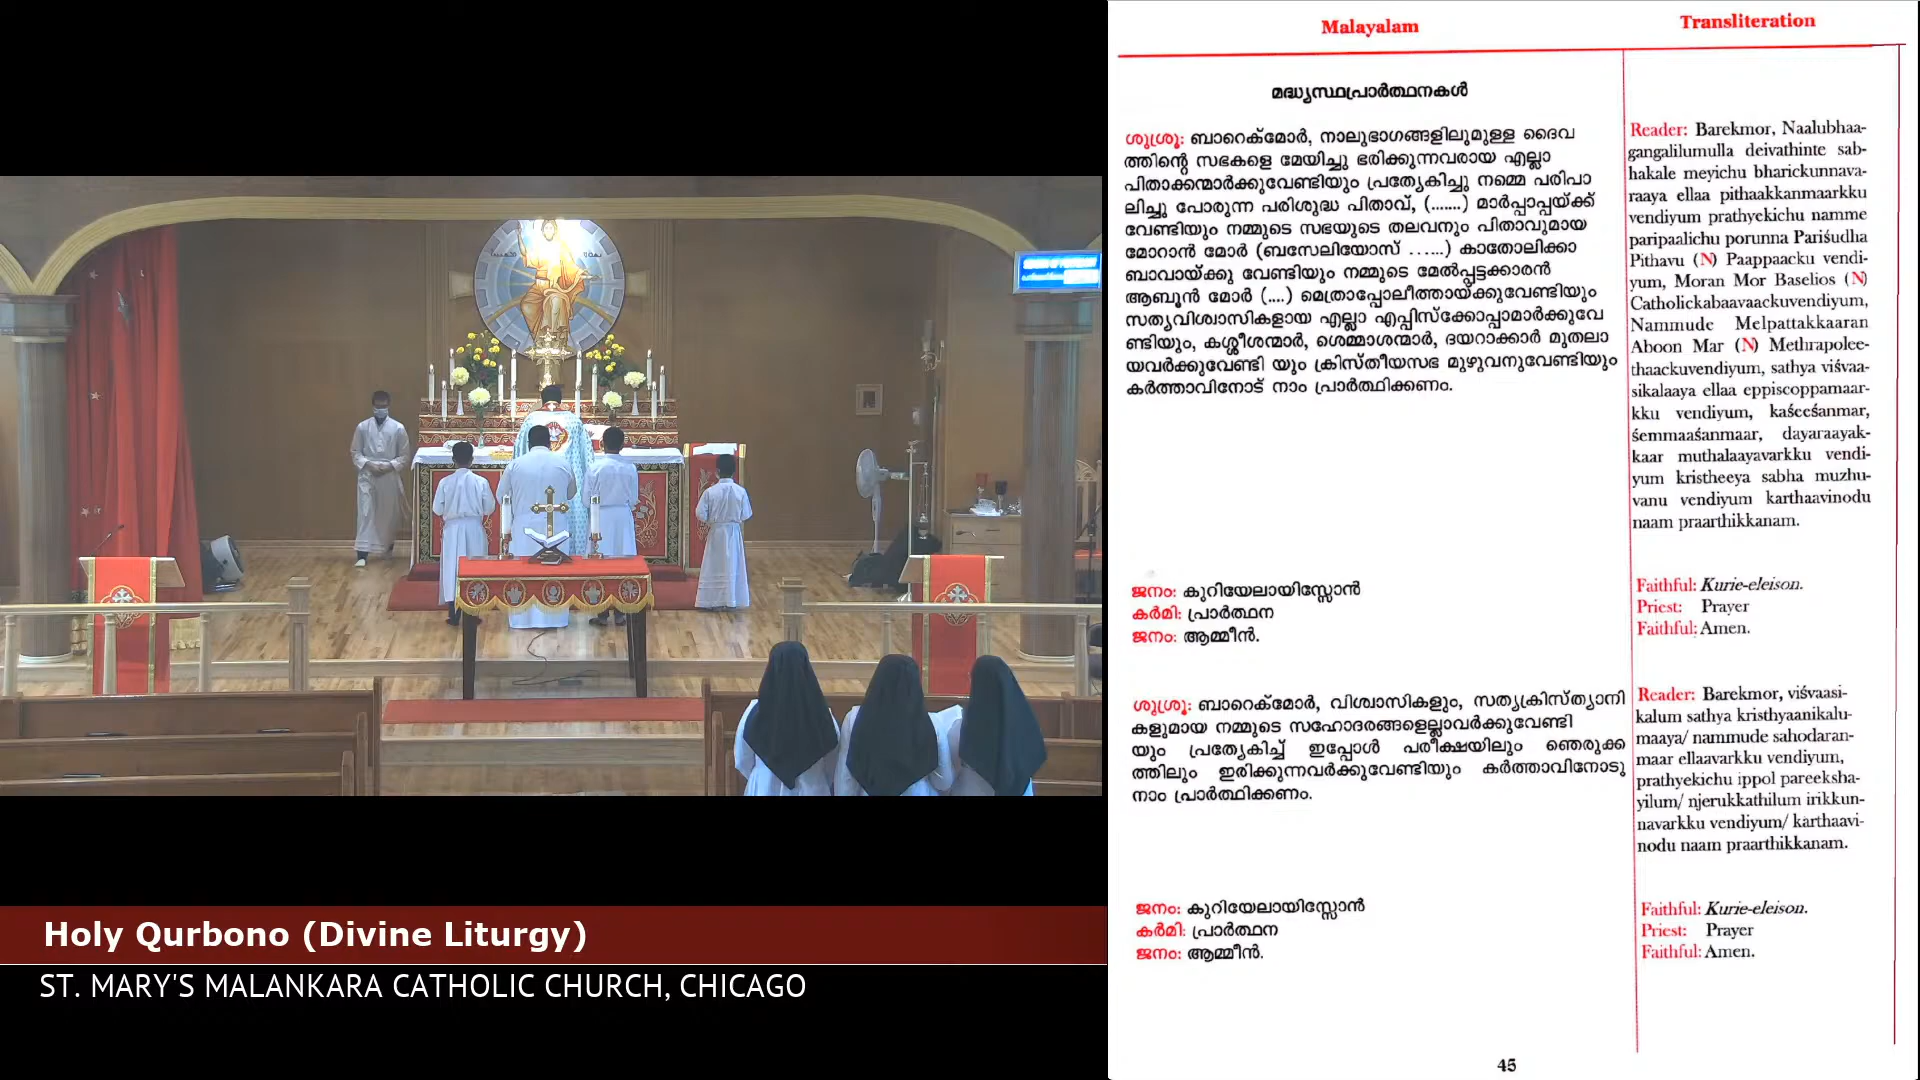 Holy Qurbono (Divine Liturgy)
ST. MARY'S MALANKARA CATHOLIC CHURCH, CHICAGO
Malayalam
മദ്ധ്യസ്ഥപ്രാർത്ഥനകൾ
ശുശ്രൂ: ബാറെക്മോർ, നാലുഭാഗങ്ങളിലുമുള്ള ദൈവ
ത്തിന്റെ സഭകളെ മേയിച്ചു ഭരിക്കുന്നവരായ എല്ലാ
പിതാക്കന്മാർക്കുവേണ്ടിയും പ്രത്യേകിച്ചു നമ്മെ പരിപാ
ലിച്ചു പോരുന്ന പരിശുദ്ധ പിതാവ്, (.......) മാർപ്പാപ്പയ്ക്ക്
വേണ്ടിയും നമ്മുടെ സഭയുടെ തലവനും പിതാവുമായ
മോറാൻ മോർ (ബസേലിയോസ് ......) കാതോലിക്കാ
ബാവായ്ക്കു വേണ്ടിയും നമ്മുടെ മേൽപ്പട്ടക്കാരൻ
ആബൂൻ മോർ (....) മെത്രാപ്പോലീത്തായ്ക്കുവേണ്ടിയും
സത്യവിശ്വാസികളായ എല്ലാ എപ്പിസ്ക്കോപ്പാമാർക്കുവേ
ണ്ടിയും, കശ്ശീശന്മാർ, ശെമ്മാശന്മാർ, ദയറാക്കാർ മുതലാ
യവർക്കുവേണ്ടി യും ക്രിസ്തീയസഭ മുഴുവനുവേണ്ടിയും
കർത്താവിനോട് നാം പ്രാർത്ഥിക്കണം.
ജനം: കുറിയേലായിസ്സോൻ
കർമി: പ്രാർത്ഥന
ജനം: ആമ്മീൻ.
ശുശ്രൂ: ബാറെക്മോർ, വിശ്വാസികളും, സത്യക്രിസ്ത്യാനി
കളുമായ നമ്മുടെ സഹോദരങ്ങളെല്ലാവർക്കുവേണ്ടി
യും പ്രത്യേകിച്ച് ഇപ്പോൾ പരീക്ഷയിലും ഞെരുക്ക
ത്തിലും ഇരിക്കുന്നവർക്കുവേണ്ടിയും കർത്താവിനോടു
നാം പ്രാർത്ഥിക്കണം.
ജനം: കുറിയേലായിസ്സോൻ
കർമി: പ്രാർത്ഥന
ജനം: ആമ്മീൻ.
Transliteration
Reader: Barekmor, Naalubhaa-
gangalilumulla deivathinte sab-
hakale meyichu bharickunnava-
raaya ellaa pithaakkanmaarkku
vendiyum prathyekichu namme
paripaalichu porunna Pariśudha
Pithavu (N) Paappaacku vendi-
yum, Moran Mor Baselios (N)
Catholickabaavaackuvendiyum,
Nammude Melpattakkaaran
Aboon Mar (N) Methrapolee-
thaackuvendiyum, sathya viśvaa-
sikalaaya ellaa eppiscoppamaar-
kku vendiyum, kaśeeśanmar,
śemmaaśanmaar, dayaraayak-
kaar muthalaayavarkku vendi-
yum kristheeya sabha muzhu-
vanu vendiyum karthaavinodu
naam praarthikkanam.
Faithful: Kurie-eleison.
Priest: Prayer
Faithful: Amen.
Reader: Barekmor, viśvaasi-
kalum sathya kristhyaanikalu-
maaya/ nammude sahodaran-
maar ellaavarkku vendiyum,
prathyekichu ippol pareeksha-
yilum/ njerukkathilum irikkun-
navarkku vendiyum/ karthaavi-
nodu naam praarthikkanam.
Faithful: Kurie-eleison.
Priest: Prayer
Faithful: Amen.
45